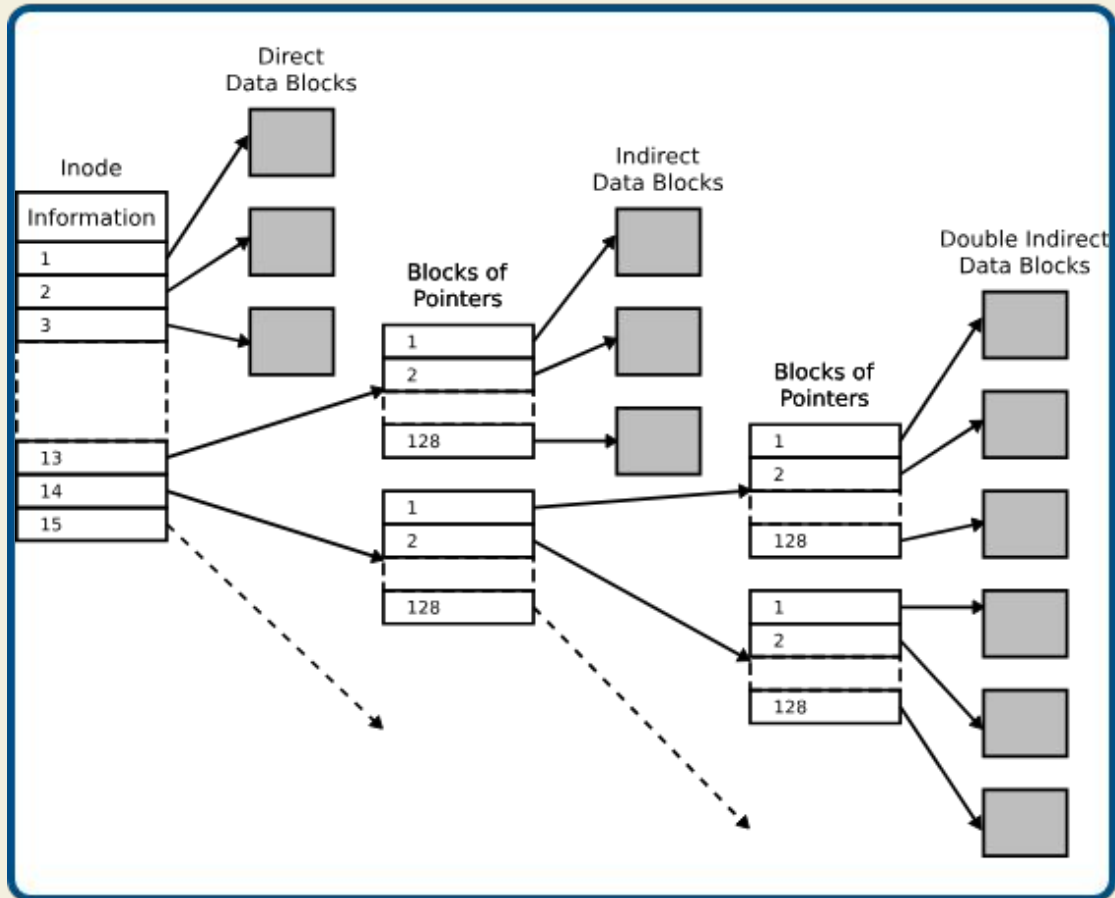 Direct
Data Blocks
Inode
Information
1
2
3
13
14
15
Blocks of
Pointers
1
2
128
1
2
128
Indirect
Data Blocks
Blocks of
Pointers
1
2
128
1
2
128
Double Indirect
Data Blocks